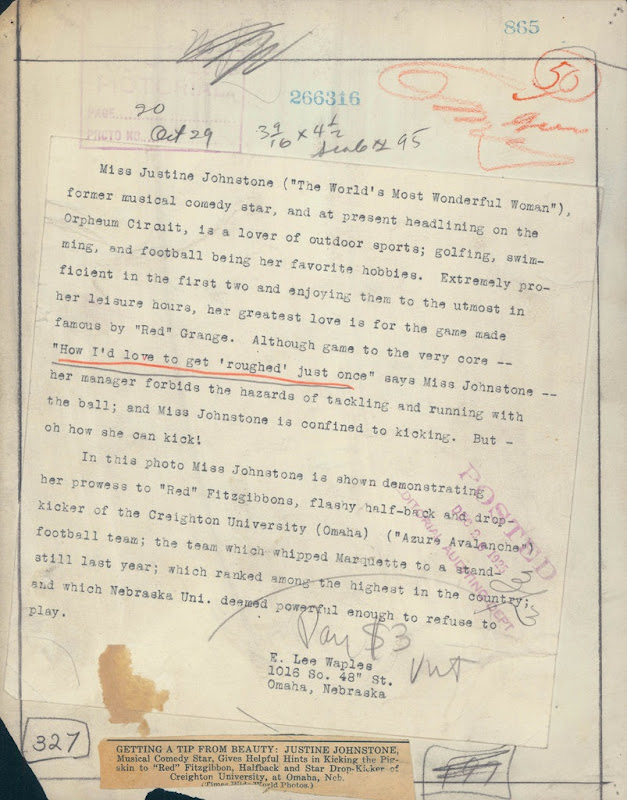 865
50
266316
PICTORIAL
PAGE
20
PHOTO NO.
Oct 29
3 9/16 x 4 1/2
95
Miss Justine Johnstone ("The World's Most Wonderful Woman"),
former musical comedy star, and at present headlining on the
Orpheum Circuit, is a lover of outdoor sports; golfing, swim-
ming, and football being her favorite hobbies. Extremely pro-
ficient in the first two and enjoying them to the utmost in
her leisure hours, her greatest love is for the game made
famous by "Red" Grange. Although game to the very core --
"How I'd love to get 'roughed' just once" says Miss Johnstone --
her manager forbids the hazards of tackling and running with
the ball; and Miss Johnstone is confined to kicking. But -
oh how she can kick!
In this photo Miss Johnstone is shown demonstrating
her prowess to "Red" Fitzgibbons, flashy half-back and drop-
kicker of the Creighton University (Omaha) ("Azure Avalanche")
football team; the team which whipped Marquette to a stand-
still last year; which ranked among the highest in the country;
and which Nebraska Uni. deemed powerful enough to refuse to
play.
POSTED
1925
EDITORIAL AUDITING DEPT
Pay $3
E. Lee Waples
1016 So. 48" St.
Omaha, Nebraska
327
GETTING A TIP FROM BEAUTY: JUSTINE JOHNSTONE,
Musical Comedy Star, Gives Helpful Hints in Kicking the Pig-
skin to "Red" Fitzgibbon, Halfback and Star Drop-Kicker of
Creighton University, at Omaha, Neb.
(Times Wide World Photos.)